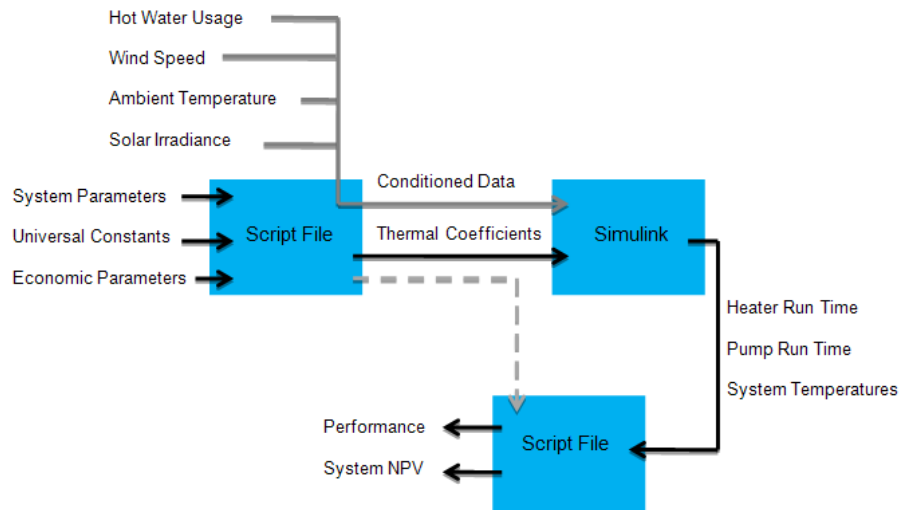 Hot Water Usage
Wind Speed
Ambient Temperature
Solar Irradiance
System Parameters
Universal Constants
Economic Parameters
Script File
Conditioned Data
Thermal Coefficients
Simulink
Heater Run Time
Pump Run Time
System Temperatures
Script File
Performance
System NPV